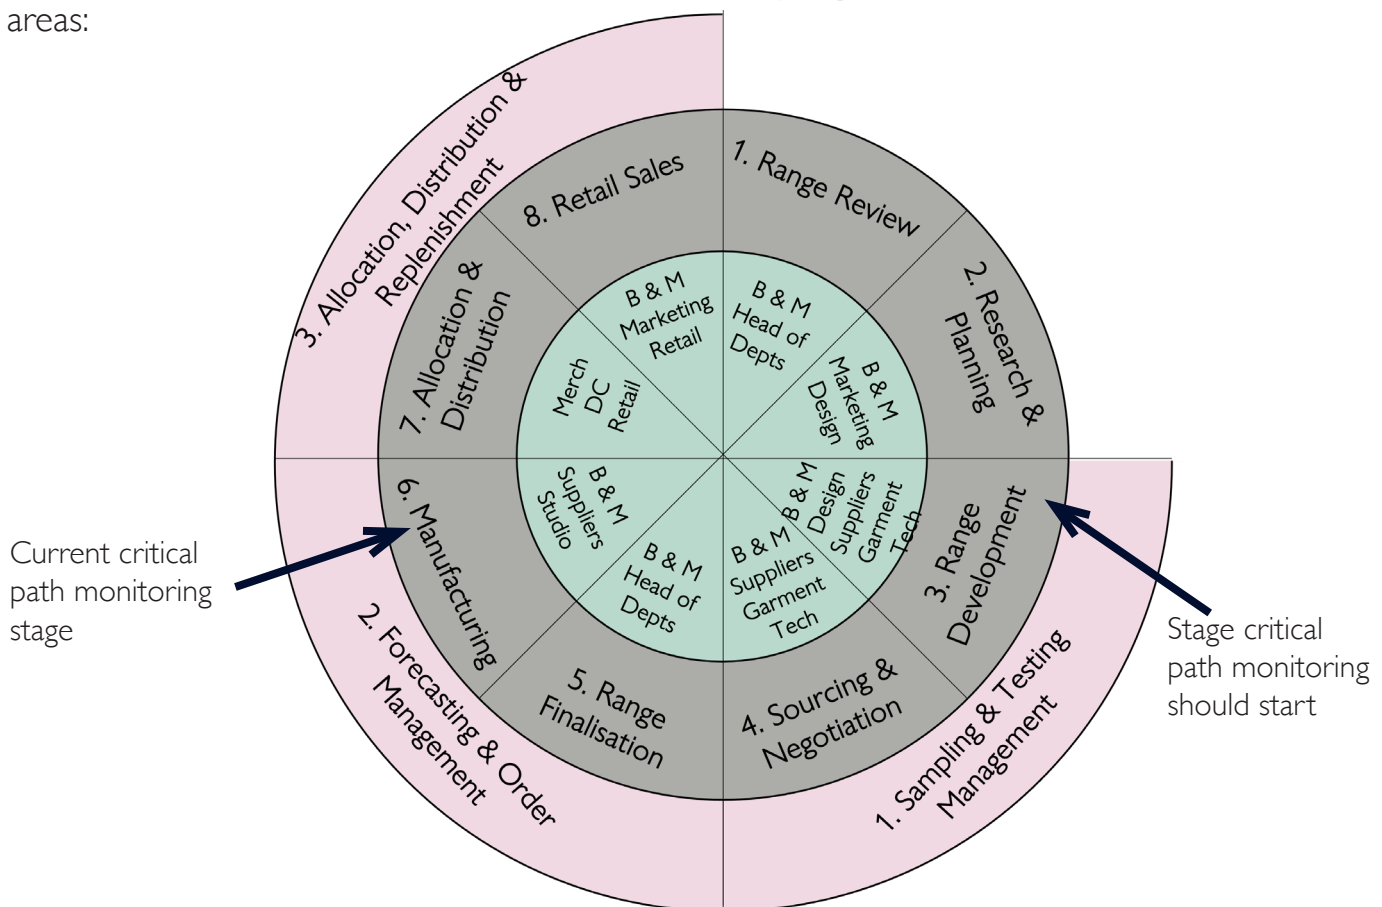 areas:
1. Range Review
2. Research &
Planning
3. Range
Development
4. Sourcing &
Negotiation
5. Range
Finalisation
6. Manufacturing
7. Allocation &
Distribution
8. Retail Sales
B & M
Head of
Depts
B & M
Marketing
Design
B & M
Design
Suppliers
Garment
Tech
B & M
Suppliers
Garment
Tech
B & M
Head of
Depts
B & M
Suppliers
Studio
Merch
DC
Retail
B & M
Marketing
Retail
1. Sampling & Testing
Management
2. Forecasting & Order
Management
3. Allocation, Distribution &
Replenishment
Current critical
path monitoring
stage
Stage critical
path monitoring
should start